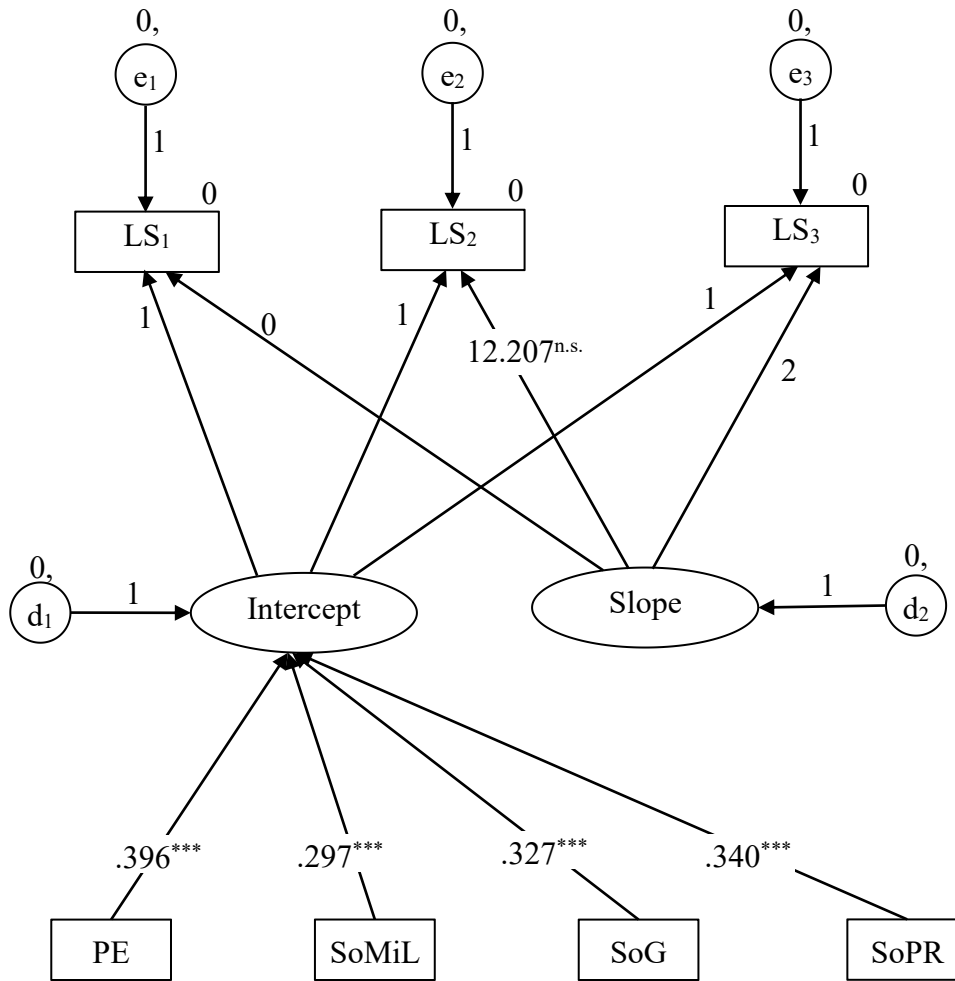 0, 0, 0,
e₁ e₂ e₃
1 1 1
0 0 0
LS₁ LS₂ LS₃
1 0 1 12.207ⁿ·ˢ· 1 2
0, 0,
d₁ 1 Intercept Slope 1 d₂
.396*** .297*** .327*** .340***
PE SoMiL SoG SoPR